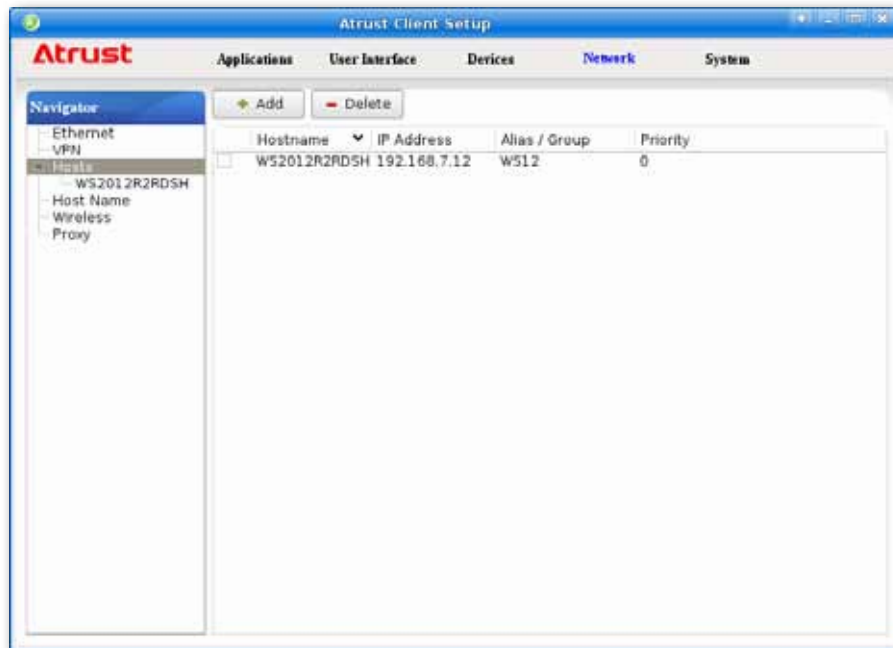 Atrust Client Setup
Atrust
Applications User Interface Devices Network System
Navigator
Ethernet
VPN
Hosts
WS2012R2RDSH
Host Name
Wireless
Proxy
Add Delete
Hostname IP Address Alias / Group Priority
WS2012R2RDSH 192.168.7.12 WS12 0